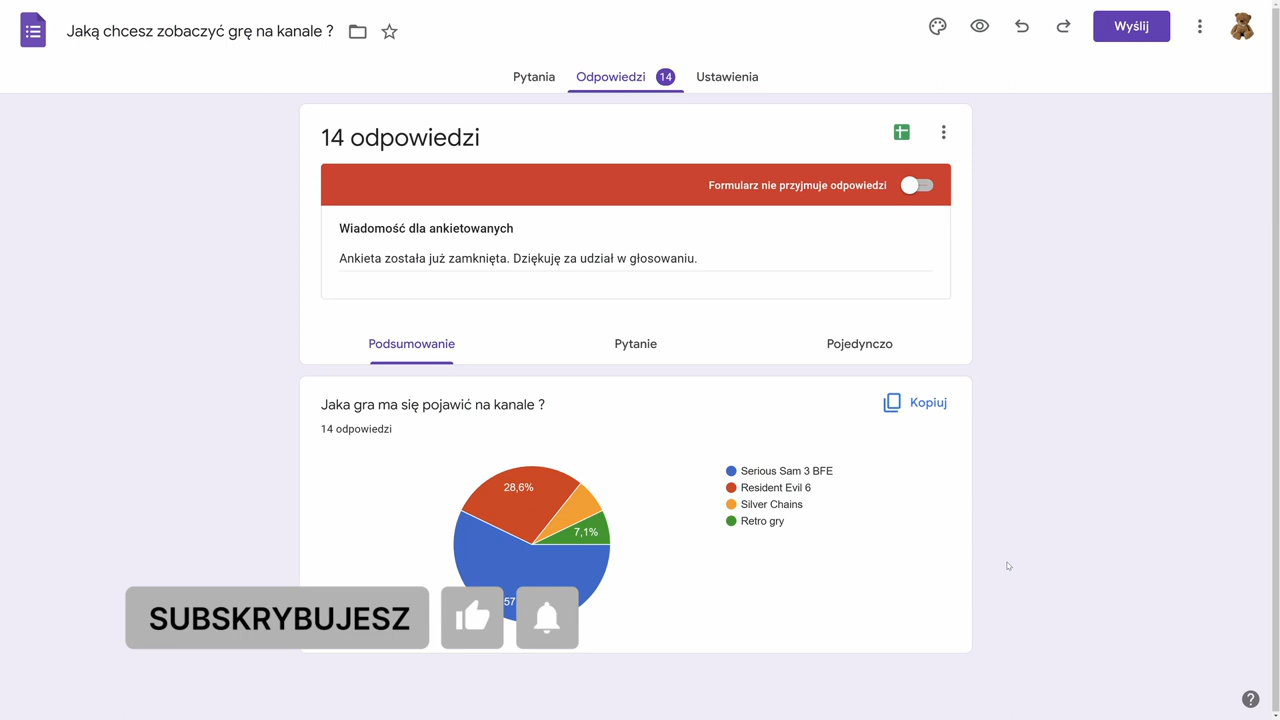 Jaką chcesz zobaczyć grę na kanale ?
Wyślij
Pytania
Odpowiedzi 14
Ustawienia
14 odpowiedzi
Formularz nie przyjmuje odpowiedzi
Wiadomość dla ankietowanych
Ankieta została już zamknięta. Dziękuję za udział w głosowaniu.
Podsumowanie
Pytanie
Pojedynczo
Jaka gra ma się pojawić na kanale ?
Kopiuj
14 odpowiedzi
Serious Sam 3 BFE
Resident Evil 6
Silver Chains
Retro gry
28,6%
7,1%
57
SUBSKRYBUJESZ
?